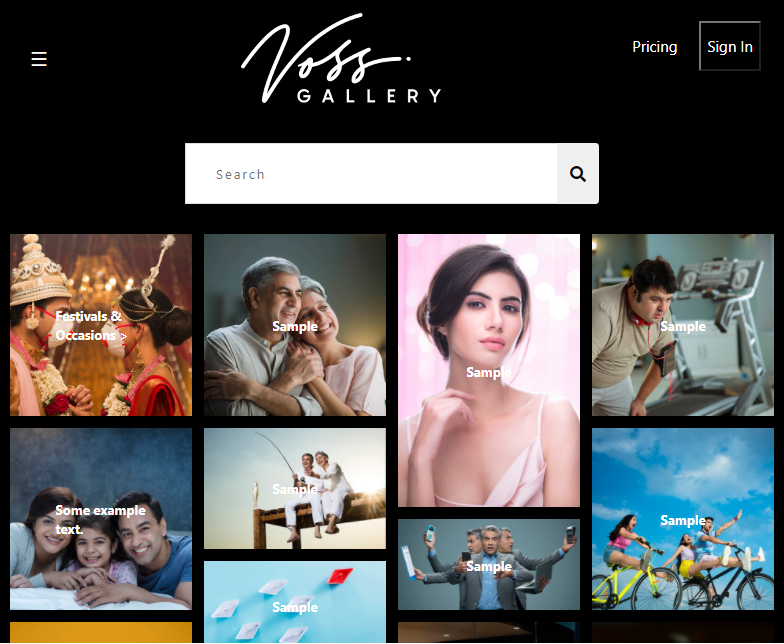 ☰
Voss
GALLERY
Pricing
Sign In
Search
Festivals &
Occasions >
Sample
Sample
Sample
Some example
text.
Sample
Sample
Sample
Sample